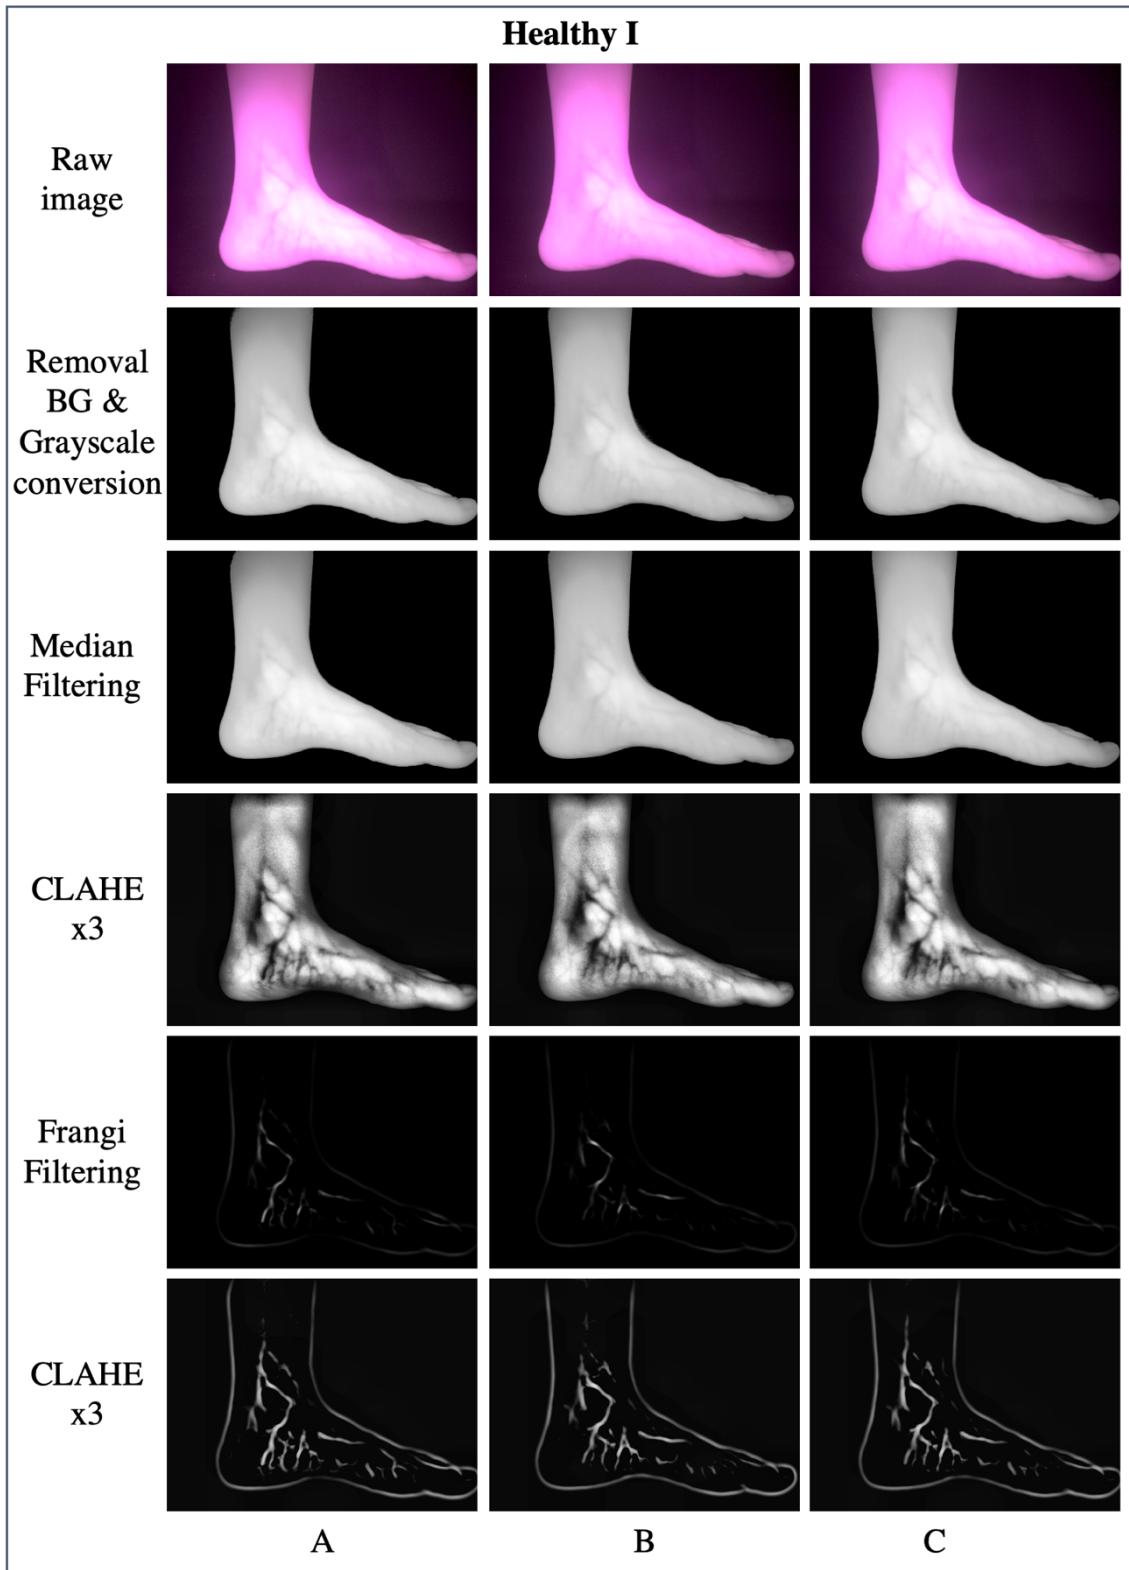 Healthy I
Raw
image
Removal
BG &
Grayscale
conversion
Median
Filtering
CLAHE
x3
Frangi
Filtering
CLAHE
x3
A
B
C